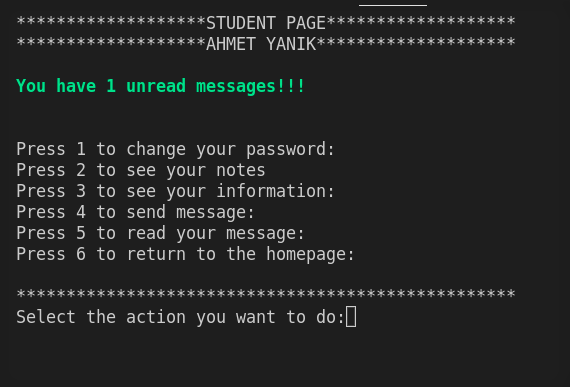 *******************STUDENT PAGE*******************
*******************AHMET YANIK********************
You have 1 unread messages!!!
Press 1 to change your password:
Press 2 to see your notes
Press 3 to see your information:
Press 4 to send message:
Press 5 to read your message:
Press 6 to return to the homepage:
**************************************************
Select the action you want to do: